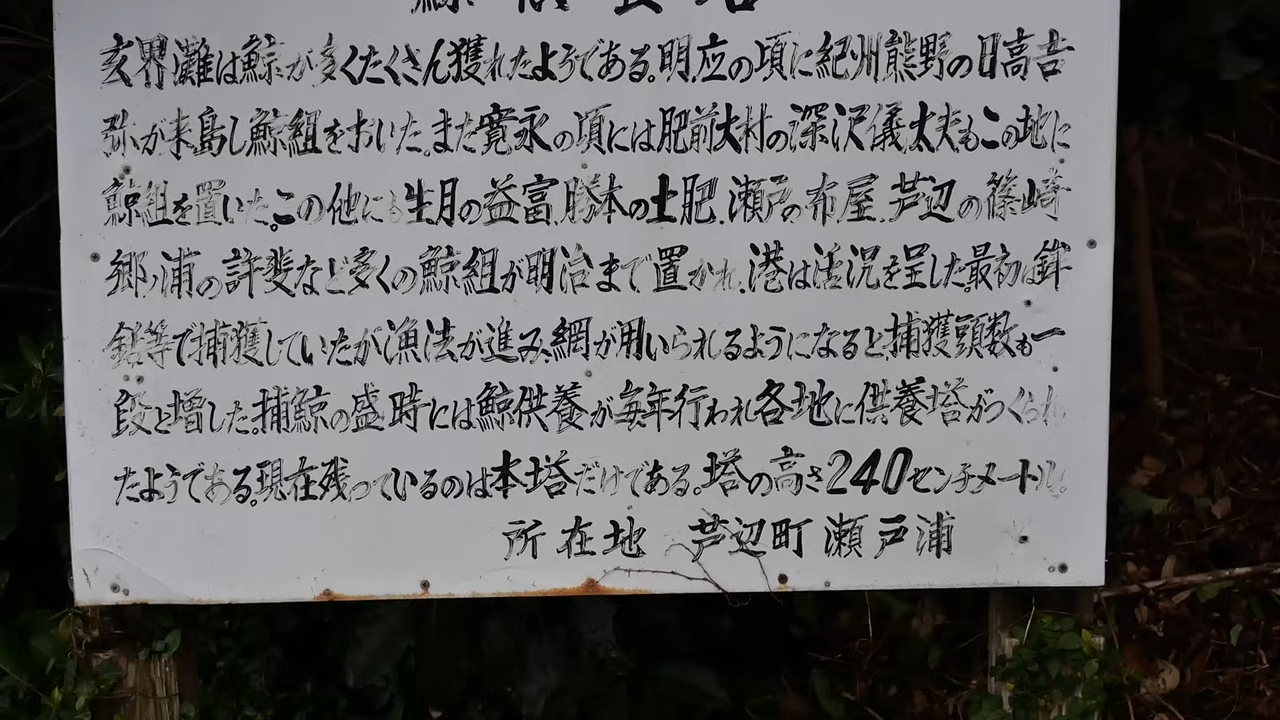 鯨供養塔
玄界灘は鯨が多くたくさん獲れたようである。明応の頃に紀州熊野の日高吉
弥が来島し鯨組をおいた。また寛永の頃には肥前大村の深沢儀太夫もこの地に
鯨組を置いた。この他にも生月の益富、勝本の土肥、瀬戸の布屋、芦辺の篠崎
郷ノ浦の許斐など多くの鯨組が明治まで置かれ、港は活況を呈した。最初は鉾
銛等で捕獲していたが漁法が進み、網が用いられるようになると捕獲頭数も一
段と増した。捕鯨の盛時には鯨供養が毎年行われ各地に供養塔がつくられ
たようである。現在残っているのは本塔だけである。塔の高さ240センチメートル。
所在地 芦辺町瀬戸浦